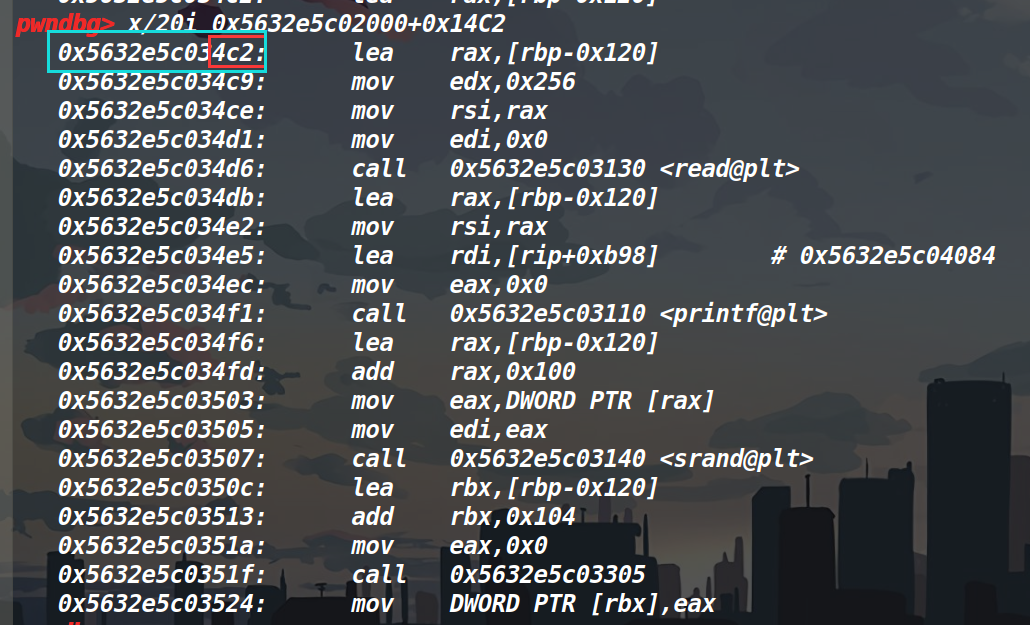 pwndbg> x/20i 0x5632e5c02000+0x14C2
0x5632e5c034c2: lea rax,[rbp-0x120]
0x5632e5c034c9: mov edx,0x256
0x5632e5c034ce: mov rsi,rax
0x5632e5c034d1: mov edi,0x0
0x5632e5c034d6: call 0x5632e5c03130 <read@plt>
0x5632e5c034db: lea rax,[rbp-0x120]
0x5632e5c034e2: mov rsi,rax
0x5632e5c034e5: lea rdi,[rip+0xb98] # 0x5632e5c04084
0x5632e5c034ec: mov eax,0x0
0x5632e5c034f1: call 0x5632e5c03110 <printf@plt>
0x5632e5c034f6: lea rax,[rbp-0x120]
0x5632e5c034fd: add rax,0x100
0x5632e5c03503: mov eax,DWORD PTR [rax]
0x5632e5c03505: mov edi,eax
0x5632e5c03507: call 0x5632e5c03140 <srand@plt>
0x5632e5c0350c: lea rbx,[rbp-0x120]
0x5632e5c03513: add rbx,0x104
0x5632e5c0351a: mov eax,0x0
0x5632e5c0351f: call 0x5632e5c03305
0x5632e5c03524: mov DWORD PTR [rbx],eax